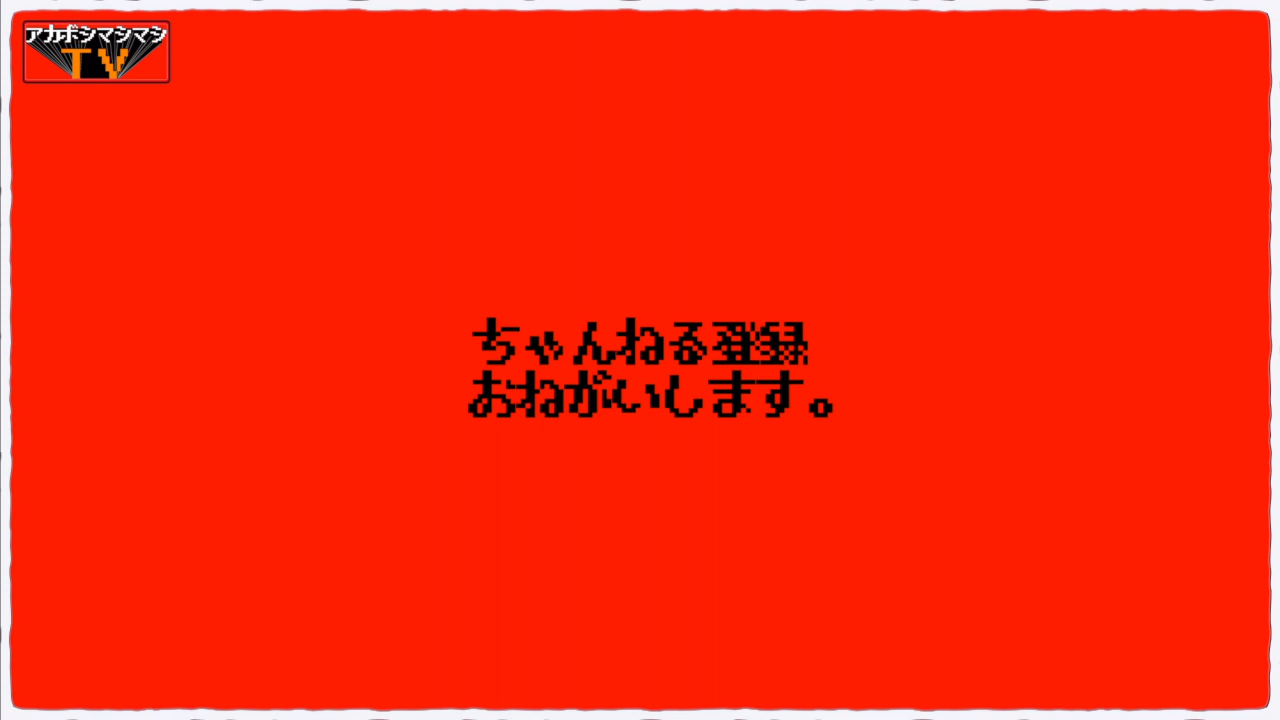 アカボシマシマシ
TV
ちゃんねる登録
おねがいします。